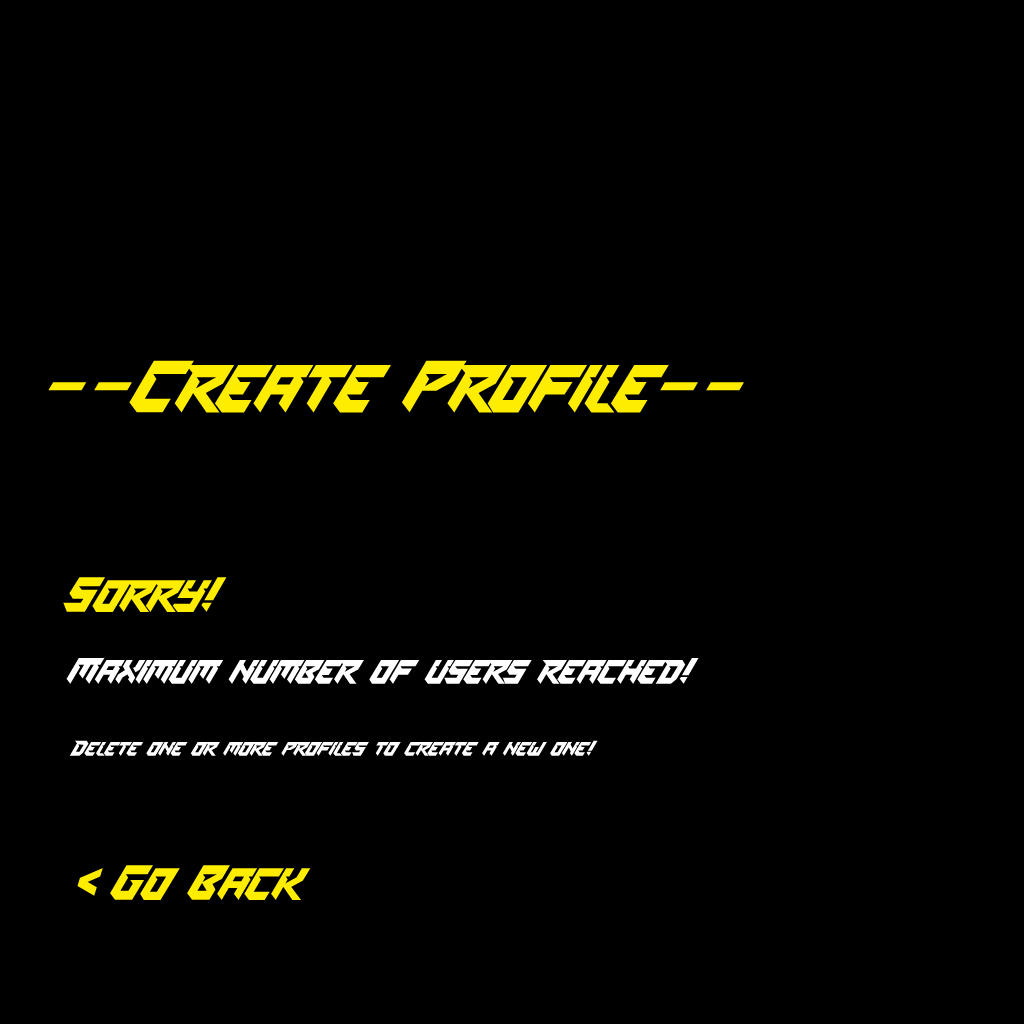 --Create Profile--
Sorry!
Maximum number of users reached!
Delete one or more profiles to create a new one!
< Go Back